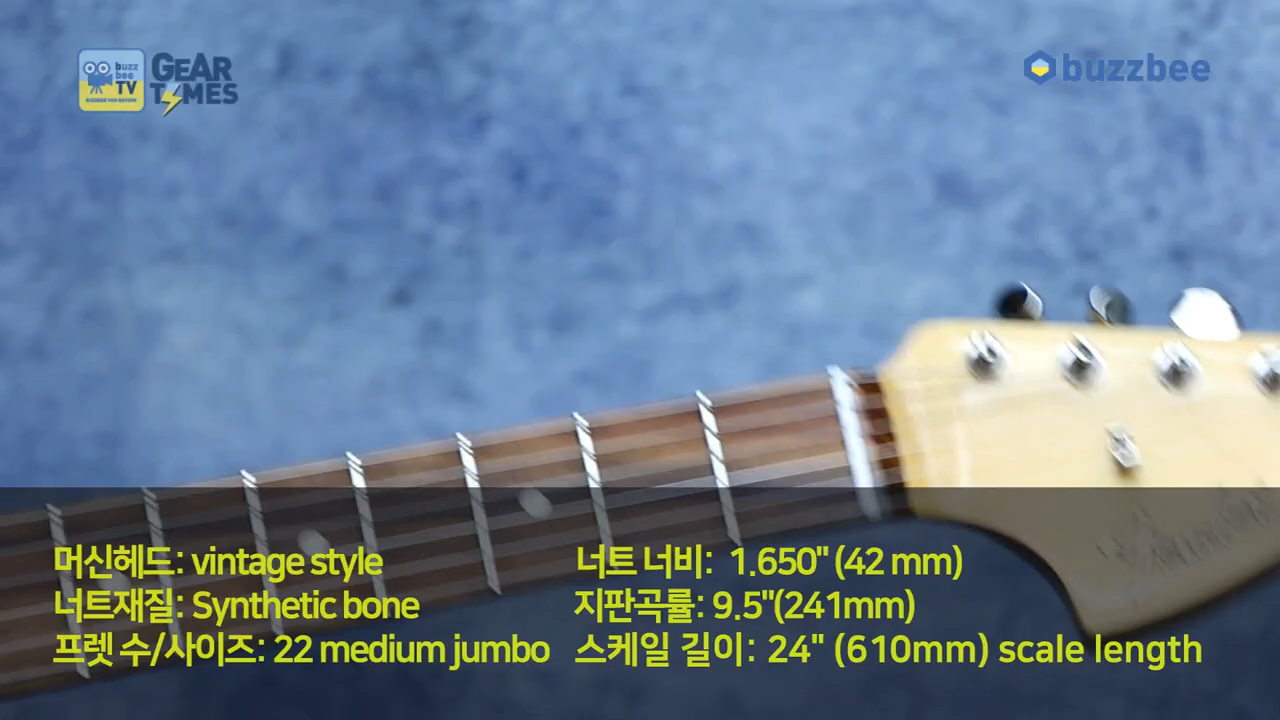 buzz
bee
TV
GEAR
TIMES
buzzbee
머신헤드: vintage style
너트재질: Synthetic bone
프렛 수/사이즈: 22 medium jumbo
너트 너비: 1.650" (42 mm)
지판곡률: 9.5"(241mm)
스케일 길이: 24" (610mm) scale length